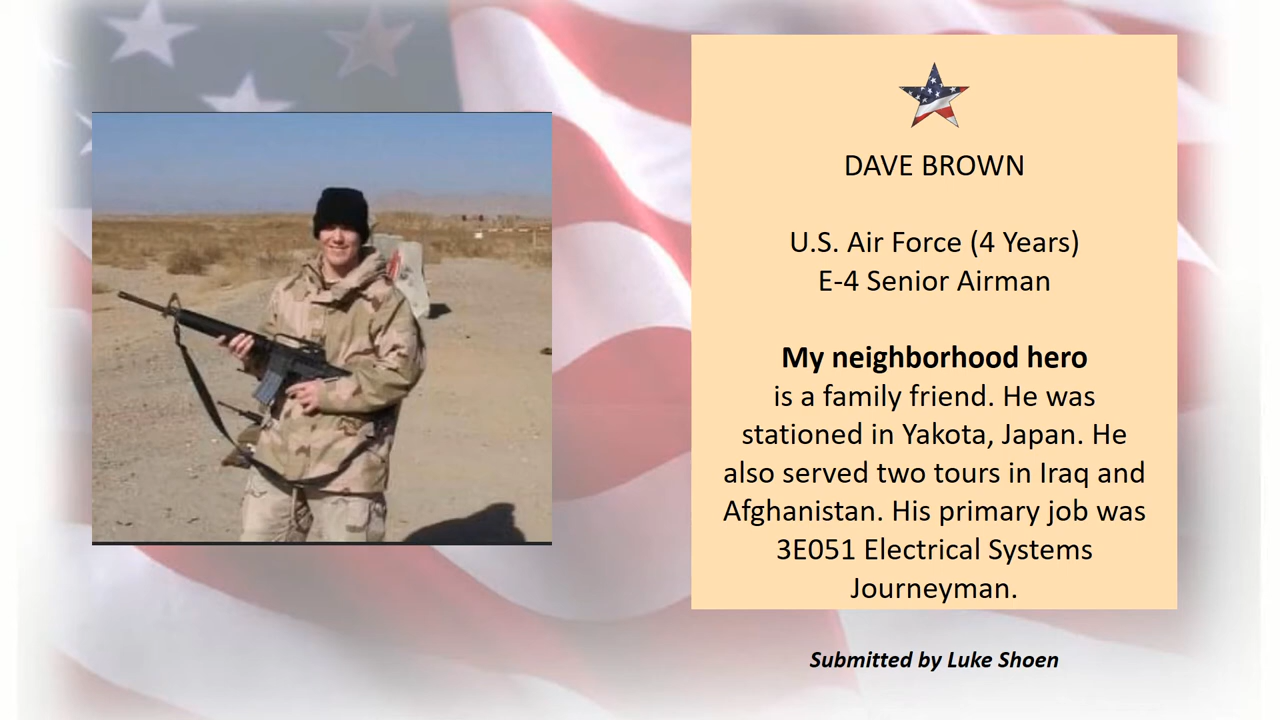 DAVE BROWN
U.S. Air Force (4 Years)
E-4 Senior Airman
My neighborhood hero
is a family friend. He was
stationed in Yakota, Japan. He
also served two tours in Iraq and
Afghanistan. His primary job was
3E051 Electrical Systems
Journeyman.
Submitted by Luke Shoen